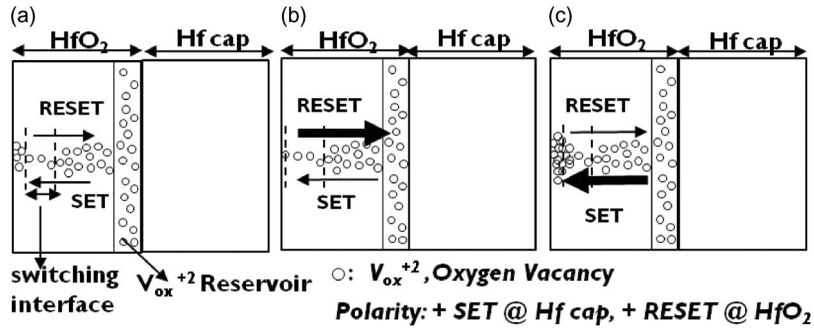 (a)
HfO₂ Hf cap
RESET
SET
switching interface
Vox⁺² Reservoir
(b)
HfO₂ Hf cap
RESET
SET
(c)
HfO₂ Hf cap
RESET
SET
○: Vox⁺², Oxygen Vacancy
Polarity: + SET @ Hf cap, + RESET @ HfO₂